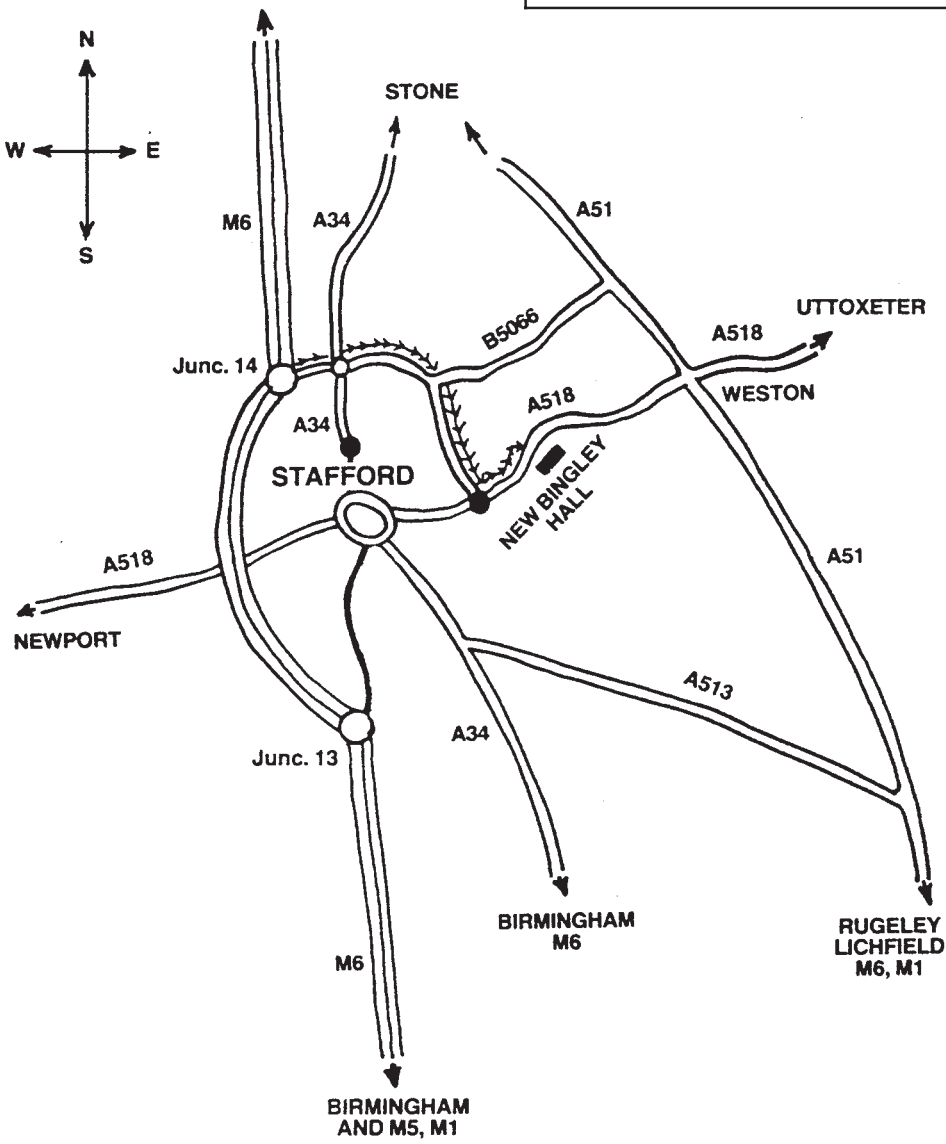 N
W
E
S
STONE
M6
A34
A51
B5066
UTTOXETER
A518
Junc. 14
WESTON
A518
A34
STAFFORD
NEW BINGLEY
HALL
A518
A51
NEWPORT
A513
A34
Junc. 13
BIRMINGHAM
M6
RUGELEY
LICHFIELD
M6, M1
M6
BIRMINGHAM
AND M5, M1